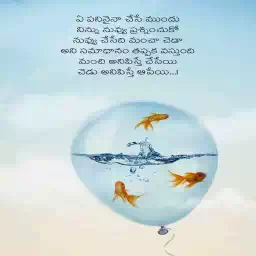 ఏ పనినైనా చేసే ముందు
నిన్ను నువ్వు ప్రశ్నించుకో
నువ్వు చేసేది మంచా చెడా
అని సమాధానం తప్పక వస్తుంది
మంచి అనిపిస్తే చేసేయి
చెడు అనిపిస్తే ఆపేయి...!